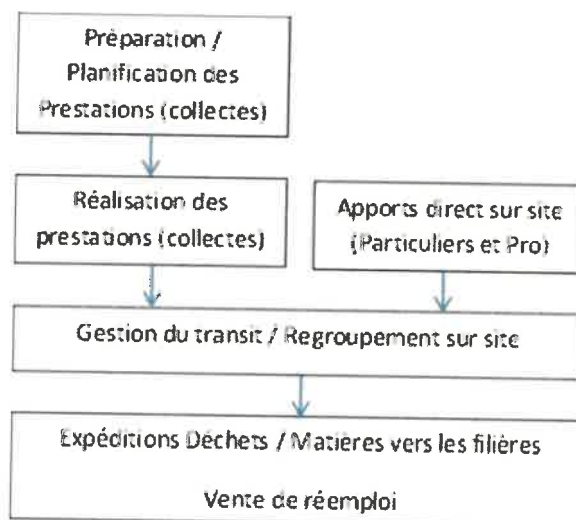 Préparation /
Planification des
Prestations (collectes)
Réalisation des
prestations (collectes)
Apports direct sur site
(Particuliers et Pro)
Gestion du transit / Regroupement sur site
Expéditions Déchets / Matières vers les filières
Vente de réemploi